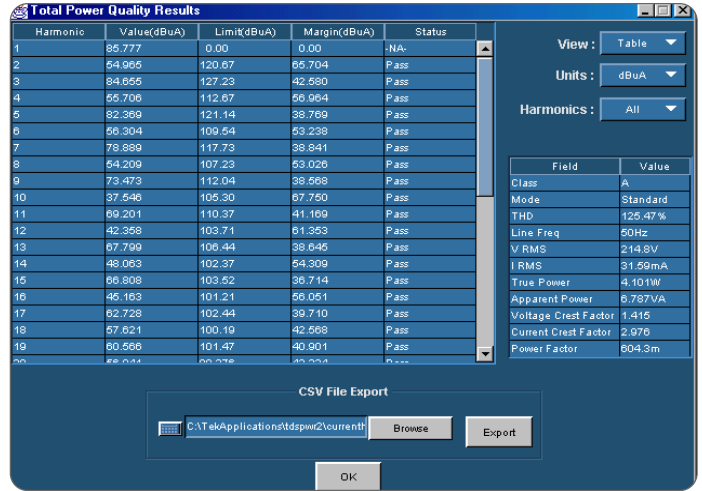 Total Power Quality Results
Harmonic Value(dBuA) Limit(dBuA) Margin(dBuA) Status
1 85.777 0.00 0.00 -NA-
2 54.965 120.67 65.704 Pass
3 84.655 127.23 42.580 Pass
4 55.706 112.67 56.964 Pass
5 82.369 121.14 38.769 Pass
6 56.304 109.54 53.238 Pass
7 78.889 117.73 38.841 Pass
8 54.209 107.23 53.026 Pass
9 73.473 112.04 38.568 Pass
10 37.546 105.30 67.750 Pass
11 69.201 110.37 41.169 Pass
12 42.358 103.71 61.353 Pass
13 67.799 106.44 38.645 Pass
14 48.063 102.37 54.309 Pass
15 66.808 103.52 36.714 Pass
16 45.163 101.21 56.051 Pass
17 62.728 102.44 39.710 Pass
18 57.621 100.19 42.568 Pass
19 60.566 101.47 40.901 Pass
View : Table
Units : dBuA
Harmonics : All
Field Value
Class A
Mode Standard
THD 125.47%
Line Freq 50Hz
V RMS 214.8V
I RMS 31.59mA
True Power 4.101W
Apparent Power 6.787VA
Voltage Crest Factor 1.415
Current Crest Factor 2.976
Power Factor 604.3m
CSV File Export
C:\TekApplications\tdspwr2\currenth
Browse
Export
OK